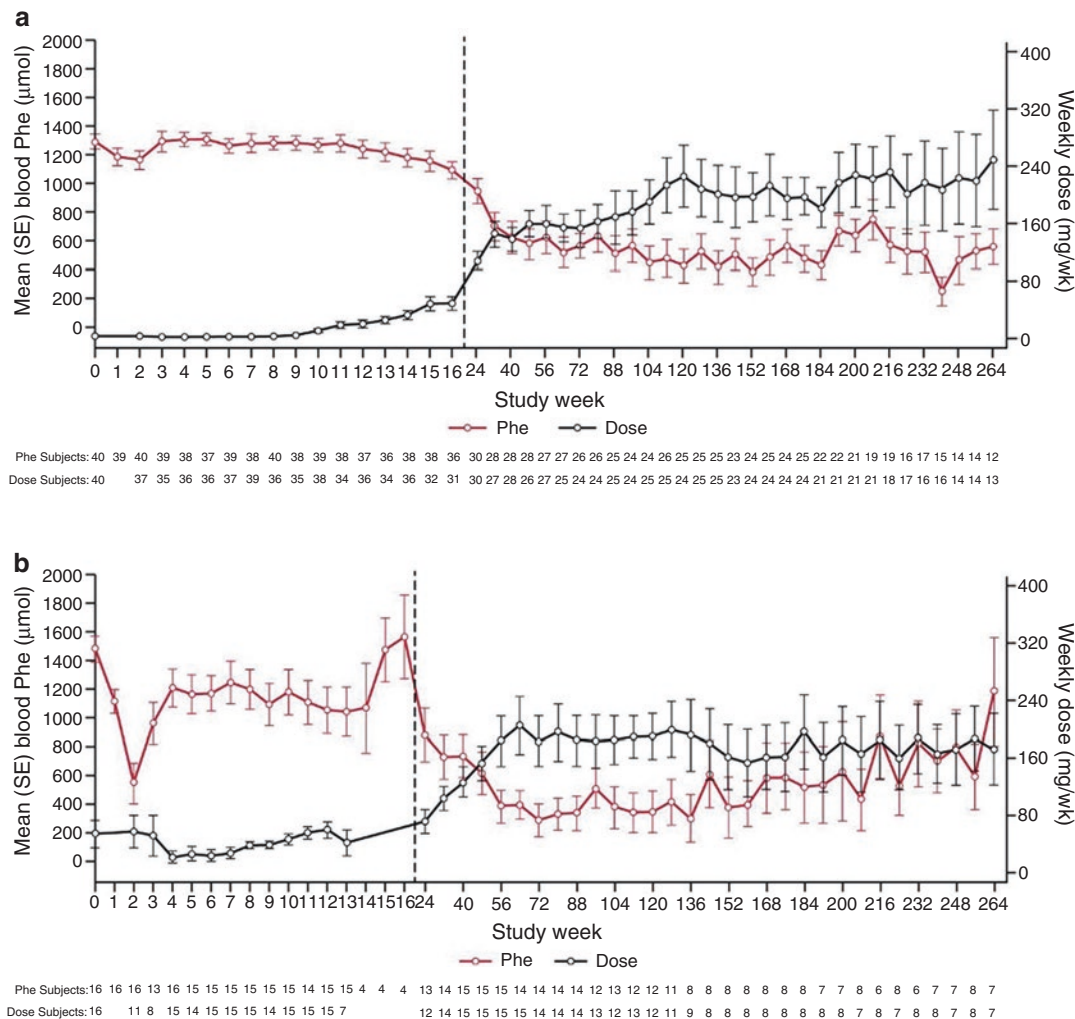 a
2000
1800
1600
1400
1200
1000
800
600
400
200
0
Mean (SE) blood Phe (μmol)
400
320
240
160
80
0
Weekly dose (mg/wk)
0 1 2 3 4 5 6 7 8 9 10 11 12 13 14 15 16 24 40 56 72 88 104 120 136 152 168 184 200 216 232 248 264
Study week
Phe Dose
Phe Subjects: 40 39 40 39 38 37 39 38 40 38 39 38 37 36 38 38 36 30 28 28 28 27 27 26 26 25 24 24 26 25 25 25 23 24 25 24 25 22 22 21 19 19 16 17 15 14 14 12
Dose Subjects: 40 37 35 36 36 37 39 36 35 38 34 36 34 36 32 31 30 27 28 26 27 25 24 24 25 24 24 25 24 25 25 24 24 24 24 24 21 21 21 21 18 17 16 16 14 14 13
b
2000
1800
1600
1400
1200
1000
800
600
400
200
0
Mean (SE) blood Phe (μmol)
400
320
240
160
80
0
Weekly dose (mg/wk)
0 1 2 3 4 5 6 7 8 9 10 11 12 13 14 15 16 24 40 56 72 88 104 120 136 152 168 184 200 216 232 248 264
Study week
Phe Dose
Phe Subjects: 16 16 16 13 16 15 15 15 15 15 15 14 15 15 4 4 4 13 14 15 15 15 14 14 14 14 12 13 12 12 11 8 8 8 8 8 8 8 7 7 8 6 8 6 7 7 8 7
Dose Subjects: 16 11 8 15 14 15 15 15 14 15 15 15 7 12 14 15 15 15 14 14 14 14 13 12 13 12 11 9 8 8 8 8 8 8 8 8 7 8 7 8 8 7 8 7